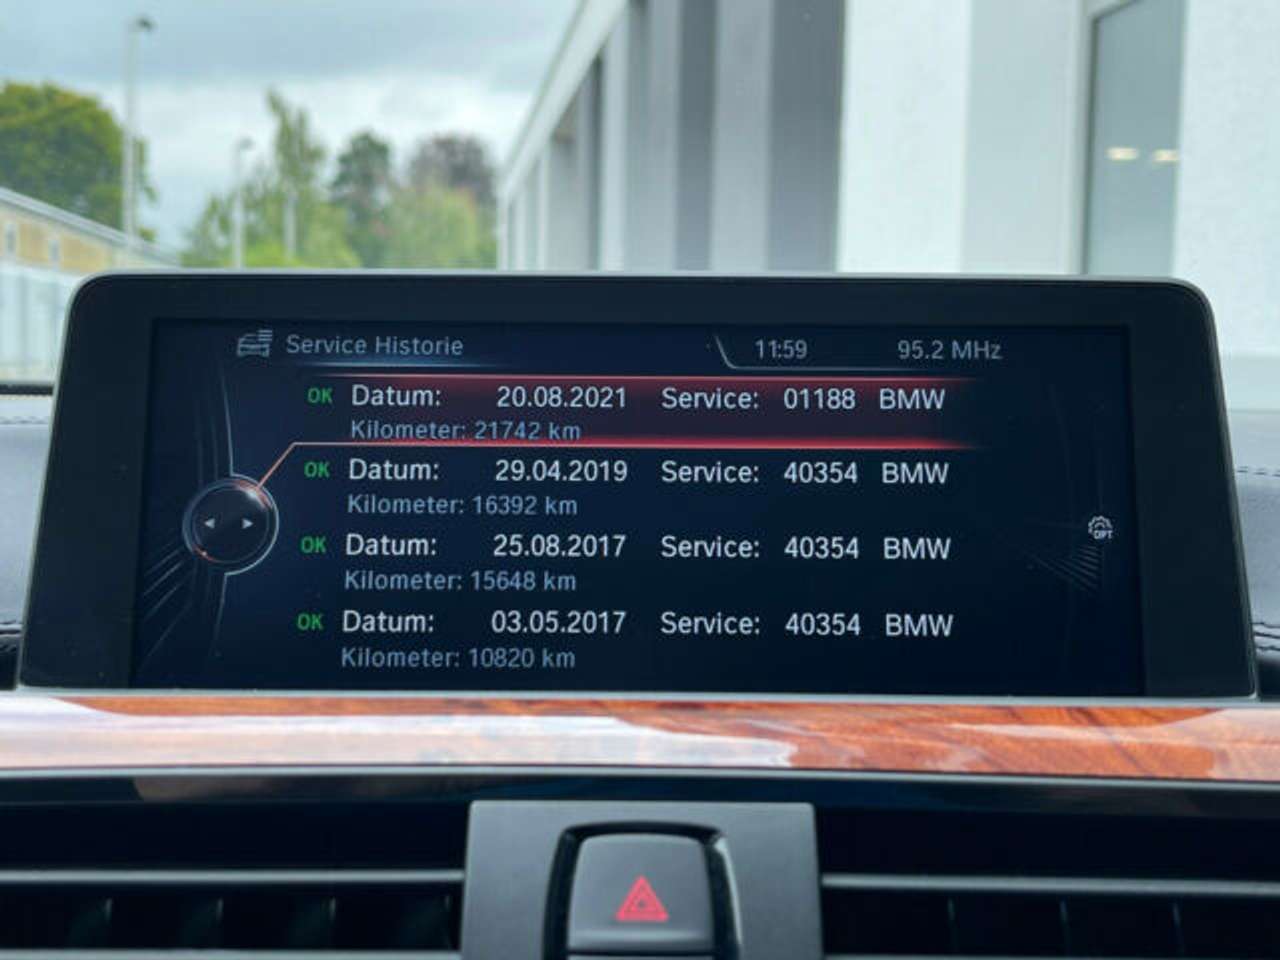 Service Historie 11:59 95.2 MHz
OK Datum: 20.08.2021 Service: 01188 BMW
Kilometer: 21742 km
OK Datum: 29.04.2019 Service: 40354 BMW
Kilometer: 16392 km
OK Datum: 25.08.2017 Service: 40354 BMW
Kilometer: 15648 km
OK Datum: 03.05.2017 Service: 40354 BMW
Kilometer: 10820 km
OPT